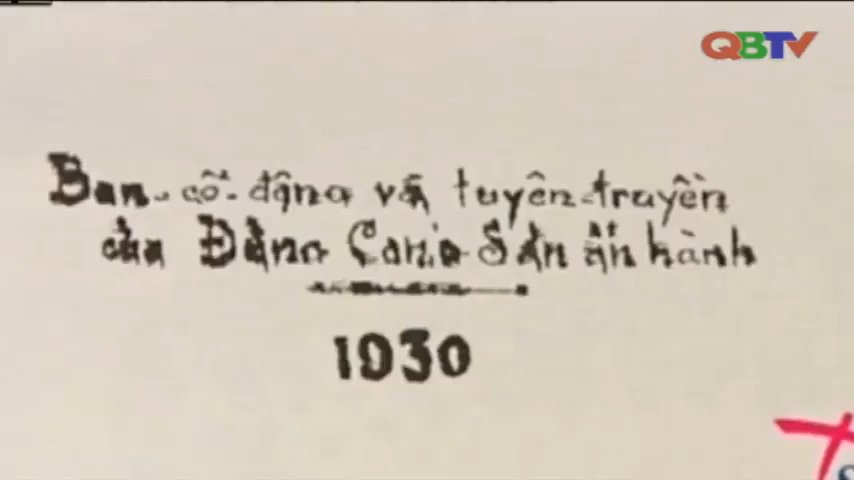 QBTV
Ban-cổ-động và tuyên-truyền
của Đảng Cộng Sản ấn hành
1930